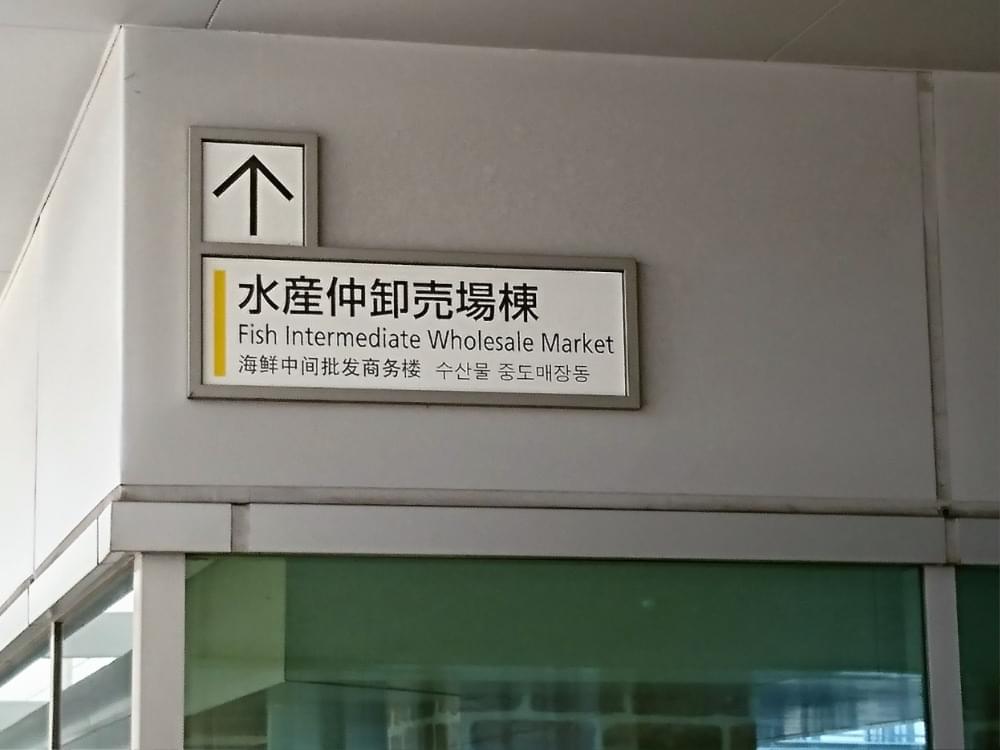 水産仲卸売場棟
Fish Intermediate Wholesale Market
海鲜中间批发商务楼 수산물 중도매장동